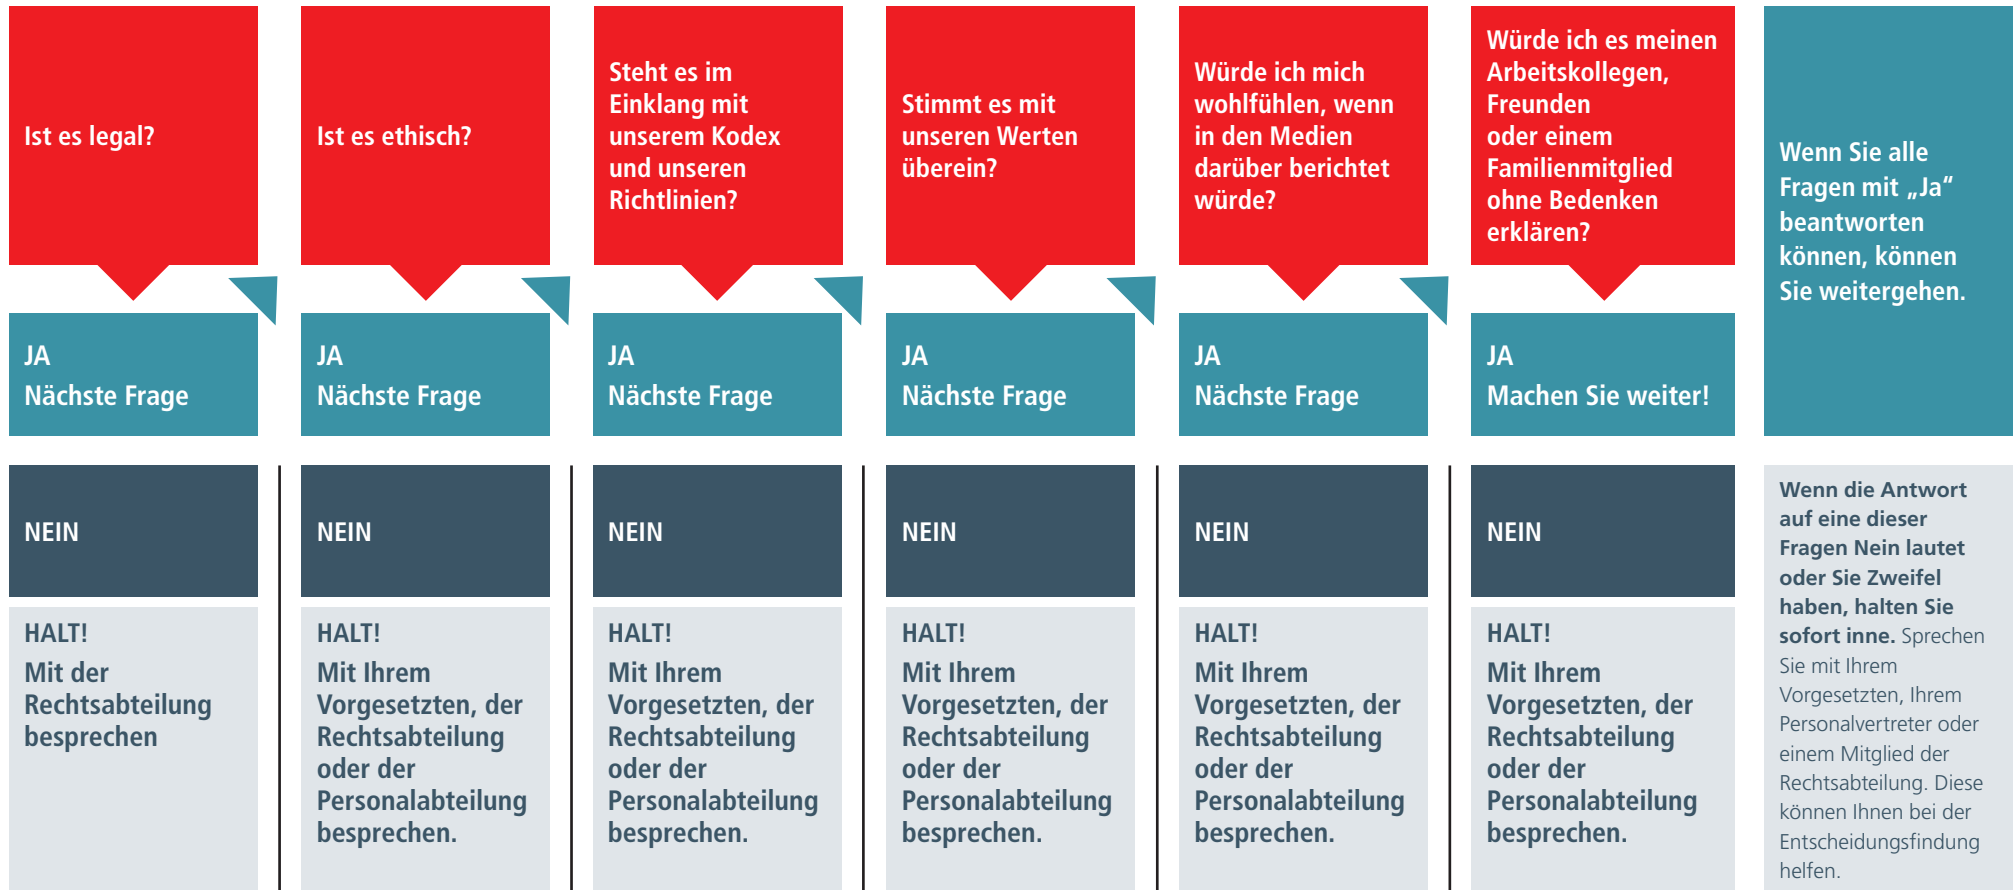 Ist es legal?
JA
Nächste Frage
NEIN
HALT!
Mit der
Rechtsabteilung
besprechen
Ist es ethisch?
JA
Nächste Frage
NEIN
HALT!
Mit Ihrem
Vorgesetzten, der
Rechtsabteilung
oder der
Personalabteilung
besprechen.
Steht es im
Einklang mit
unserem Kodex
und unseren
Richtlinien?
JA
Nächste Frage
NEIN
HALT!
Mit Ihrem
Vorgesetzten, der
Rechtsabteilung
oder der
Personalabteilung
besprechen.
Stimmt es mit
unseren Werten
überein?
JA
Nächste Frage
NEIN
HALT!
Mit Ihrem
Vorgesetzten, der
Rechtsabteilung
oder der
Personalabteilung
besprechen.
Würde ich mich
wohlfühlen, wenn
in den Medien
darüber berichtet
würde?
JA
Nächste Frage
NEIN
HALT!
Mit Ihrem
Vorgesetzten, der
Rechtsabteilung
oder der
Personalabteilung
besprechen.
Würde ich es meinen
Arbeitskollegen,
Freunden
oder einem
Familienmitglied
ohne Bedenken
erklären?
JA
Machen Sie weiter!
NEIN
HALT!
Mit Ihrem
Vorgesetzten, der
Rechtsabteilung
oder der
Personalabteilung
besprechen.
Wenn Sie alle
Fragen mit „Ja“
beantworten
können, können
Sie weitergehen.
Wenn die Antwort
auf eine dieser
Fragen Nein lautet
oder Sie Zweifel
haben, halten Sie
sofort inne. Sprechen
Sie mit Ihrem
Vorgesetzten, Ihrem
Personalvertreter oder
einem Mitglied der
Rechtsabteilung. Diese
können Ihnen bei der
Entscheidungsfindung
helfen.